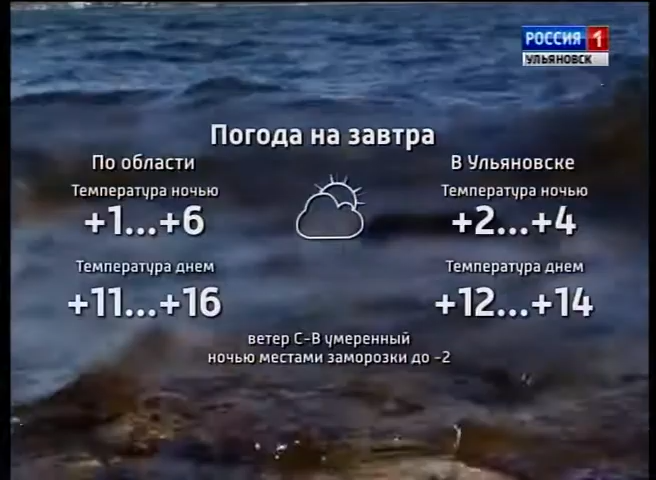 РОССИЯ 1
УЛЬЯНОВСК
Погода на завтра
По области
Температура ночью
+1...+6
Температура днем
+11...+16
В Ульяновске
Температура ночью
+2...+4
Температура днем
+12...+14
ветер С-В умеренный
ночью местами заморозки до -2